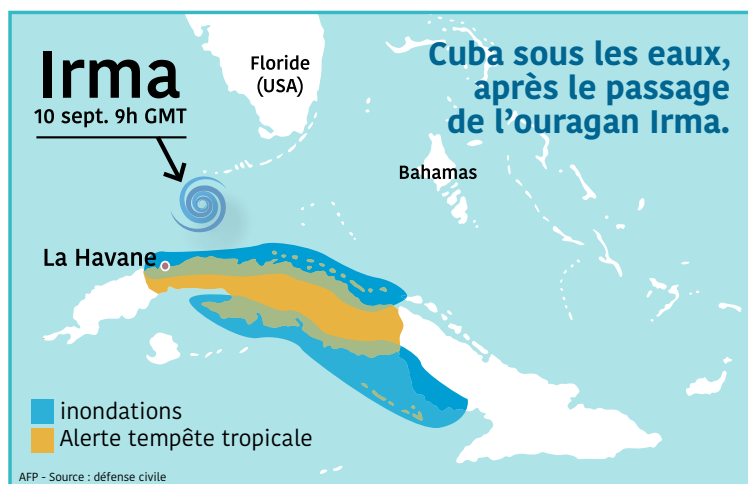 Irma
10 sept. 9h GMT
Floride
(USA)
Cuba sous les eaux,
après le passage
de l’ouragan Irma.
Bahamas
La Havane
inondations
Alerte tempête tropicale
AFP - Source : défense civile